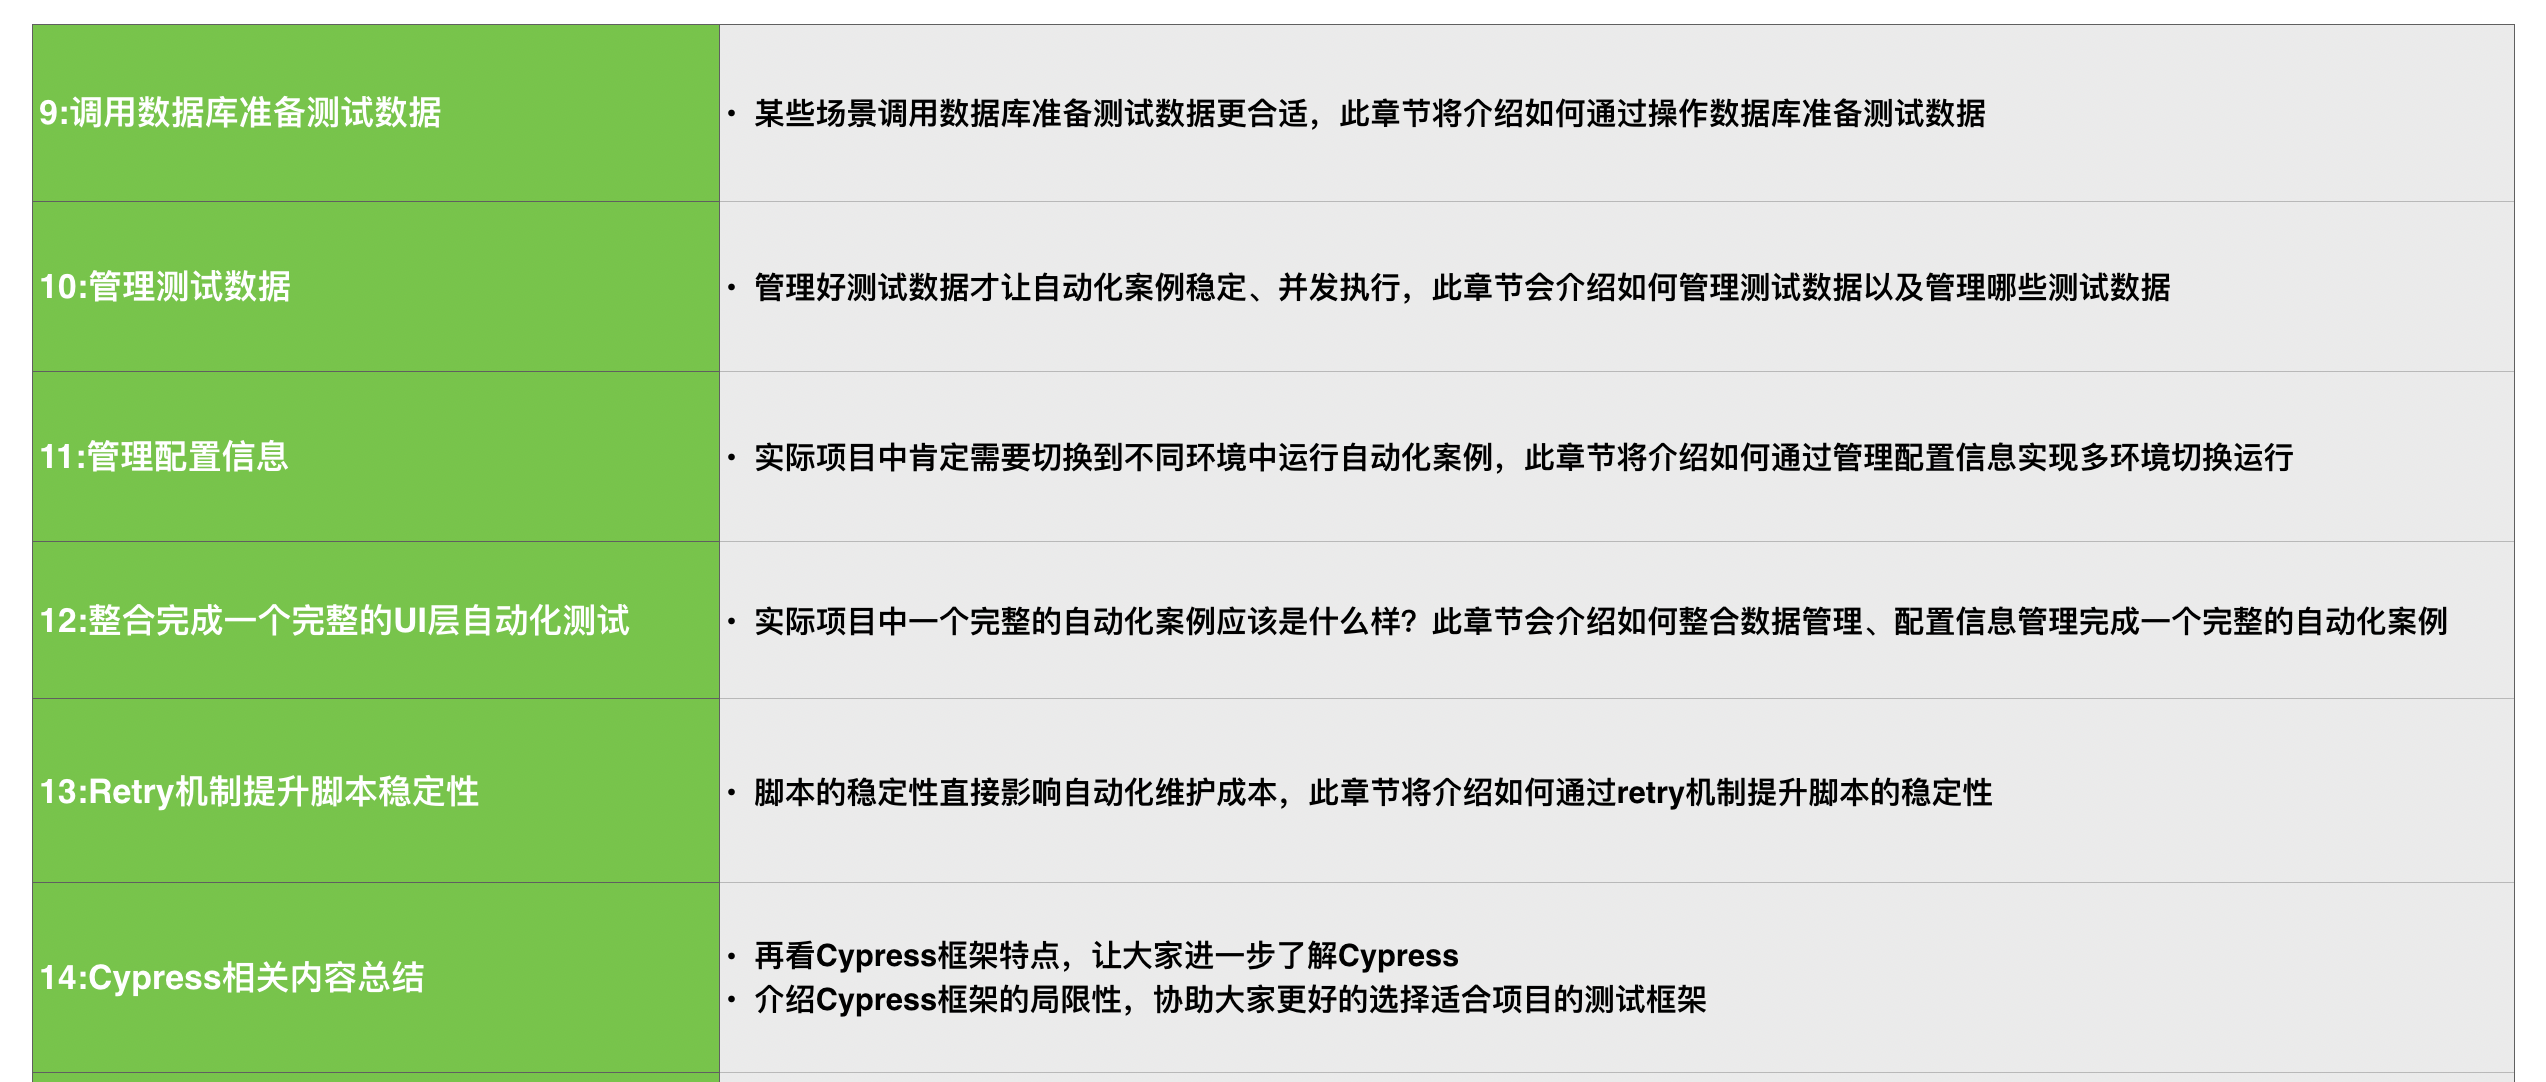 9:调用数据库准备测试数据
• 某些场景调用数据库准备测试数据更合适，此章节将介绍如何通过操作数据库准备测试数据
10:管理测试数据
• 管理好测试数据才让自动化案例稳定、并发执行，此章节会介绍如何管理测试数据以及管理哪些测试数据
11:管理配置信息
• 实际项目中肯定需要切换到不同环境中运行自动化案例，此章节将介绍如何通过管理配置信息实现多环境切换运行
12:整合完成一个完整的UI层自动化测试
• 实际项目中一个完整的自动化案例应该是什么样？此章节会介绍如何整合数据管理、配置信息管理完成一个完整的自动化案例
13:Retry机制提升脚本稳定性
• 脚本的稳定性直接影响自动化维护成本，此章节将介绍如何通过retry机制提升脚本的稳定性
14:Cypress相关内容总结
• 再看Cypress框架特点，让大家进一步了解Cypress
• 介绍Cypress框架的局限性，协助大家更好的选择适合项目的测试框架